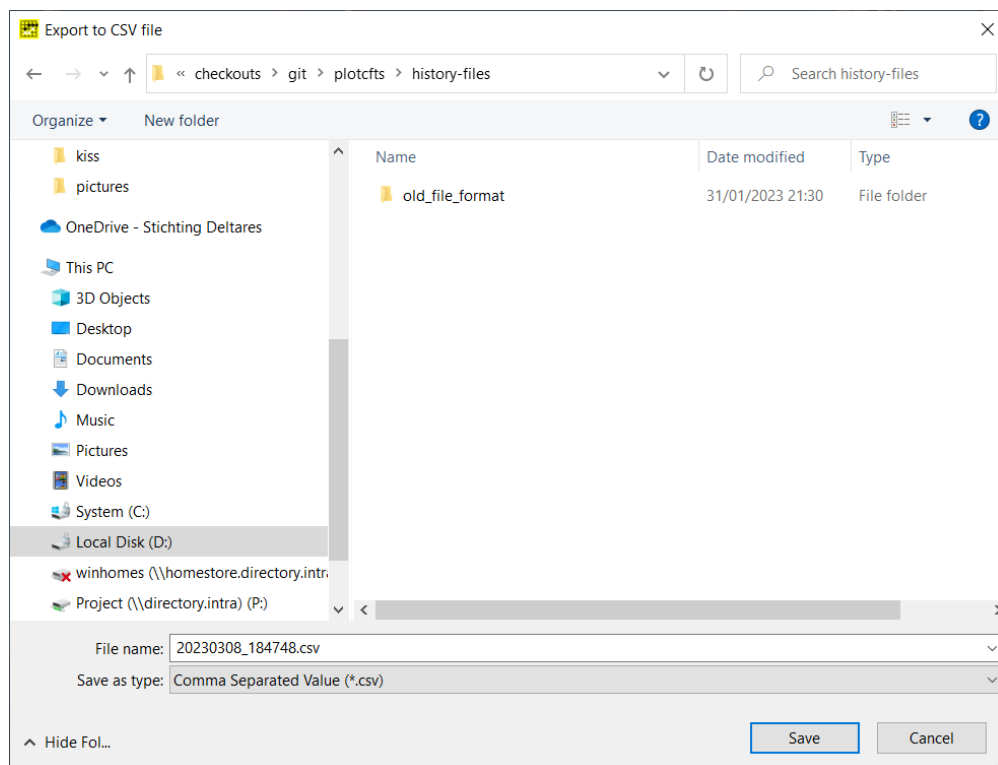 Export to CSV file
« checkouts > git > plotcfts > history-files
Search history-files
Organize
New folder
?
kiss
pictures
OneDrive - Stichting Deltares
This PC
3D Objects
Desktop
Documents
Downloads
Music
Pictures
Videos
System (C:)
Local Disk (D:)
winhomes (\\homestore.directory.intra
Project (\\directory.intra) (P:)
Name Date modified Type
old_file_format 31/01/2023 21:30 File folder
File name: 20230308_184748.csv
Save as type: Comma Separated Value (*.csv)
Hide Fol...
Save
Cancel